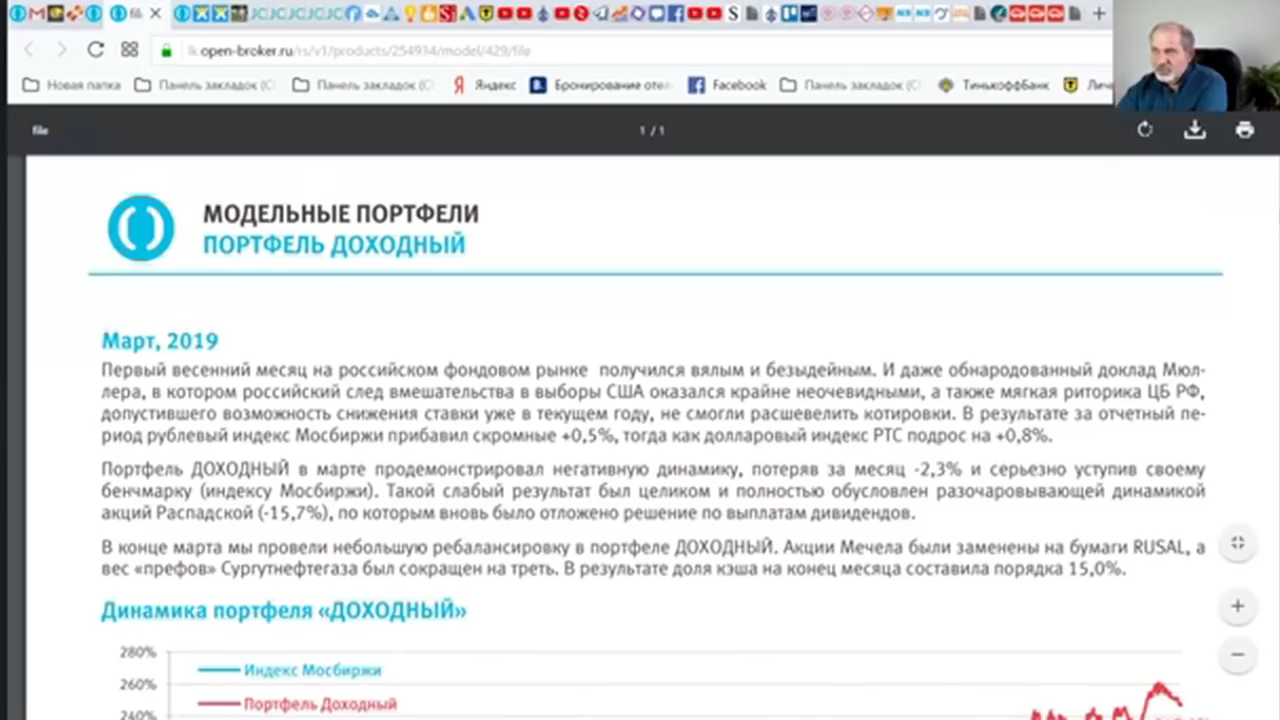 open-broker.ru/rs/v1/products/254934/model/429/file
Новая папка
Панель закладок (
Панель закладок (
Яндекс
Бронирование оте
Facebook
Панель закладок (
ТинькоффБанк
file
1 / 1
МОДЕЛЬНЫЕ ПОРТФЕЛИ
ПОРТФЕЛЬ ДОХОДНЫЙ
Март, 2019
Первый весенний месяц на российском фондовом рынке получился вялым и безыдейным. И даже обнародованный доклад Мюл-
лера, в котором российский след вмешательства в выборы США оказался крайне неочевидными, а также мягкая риторика ЦБ РФ,
допустившего возможность снижения ставки уже в текущем году, не смогли расшевелить котировки. В результате за отчетный пе-
риод рублевый индекс Мосбиржи прибавил скромные +0,5%, тогда как долларовый индекс РТС подрос на +0,8%.
Портфель ДОХОДНЫЙ в марте продемонстрировал негативную динамику, потеряв за месяц -2,3% и серьезно уступив своему
бенчмарку (индексу Мосбиржи). Такой слабый результат был целиком и полностью обусловлен разочаровывающей динамикой
акций Распадской (-15,7%), по которым вновь было отложено решение по выплатам дивидендов.
В конце марта мы провели небольшую ребалансировку в портфеле ДОХОДНЫЙ. Акции Мечела были заменены на бумаги RUSAL, а
вес «префов» Сургутнефтегаза был сокращен на треть. В результате доля кэша на конец месяца составила порядка 15,0%.
Динамика портфеля «ДОХОДНЫЙ»
280%
Индекс Мосбиржи
260%
Портфель Доходный
240%